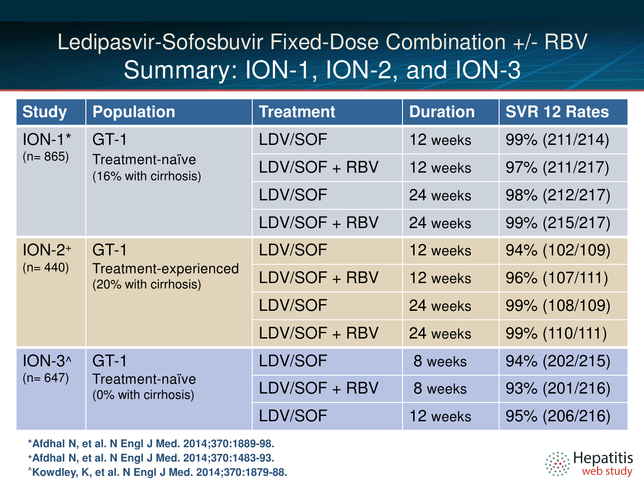 Ledipasvir-Sofosbuvir Fixed-Dose Combination +/- RBV
Summary: ION-1, ION-2, and ION-3
Study Population Treatment Duration SVR 12 Rates
ION-1* GT-1 LDV/SOF 12 weeks 99% (211/214)
(n= 865) Treatment-naïve LDV/SOF + RBV 12 weeks 97% (211/217)
(16% with cirrhosis) LDV/SOF 24 weeks 98% (212/217)
LDV/SOF + RBV 24 weeks 99% (215/217)
ION-2+ GT-1 LDV/SOF 12 weeks 94% (102/109)
(n= 440) Treatment-experienced LDV/SOF + RBV 12 weeks 96% (107/111)
(20% with cirrhosis) LDV/SOF 24 weeks 99% (108/109)
LDV/SOF + RBV 24 weeks 99% (110/111)
ION-3^ GT-1 LDV/SOF 8 weeks 94% (202/215)
(n= 647) Treatment-naïve LDV/SOF + RBV 8 weeks 93% (201/216)
(0% with cirrhosis) LDV/SOF 12 weeks 95% (206/216)
*Afdhal N, et al. N Engl J Med. 2014;370:1889-98.
+Afdhal N, et al. N Engl J Med. 2014;370:1483-93.
^Kowdley, K, et al. N Engl J Med. 2014;370:1879-88.
Hepatitis
web study